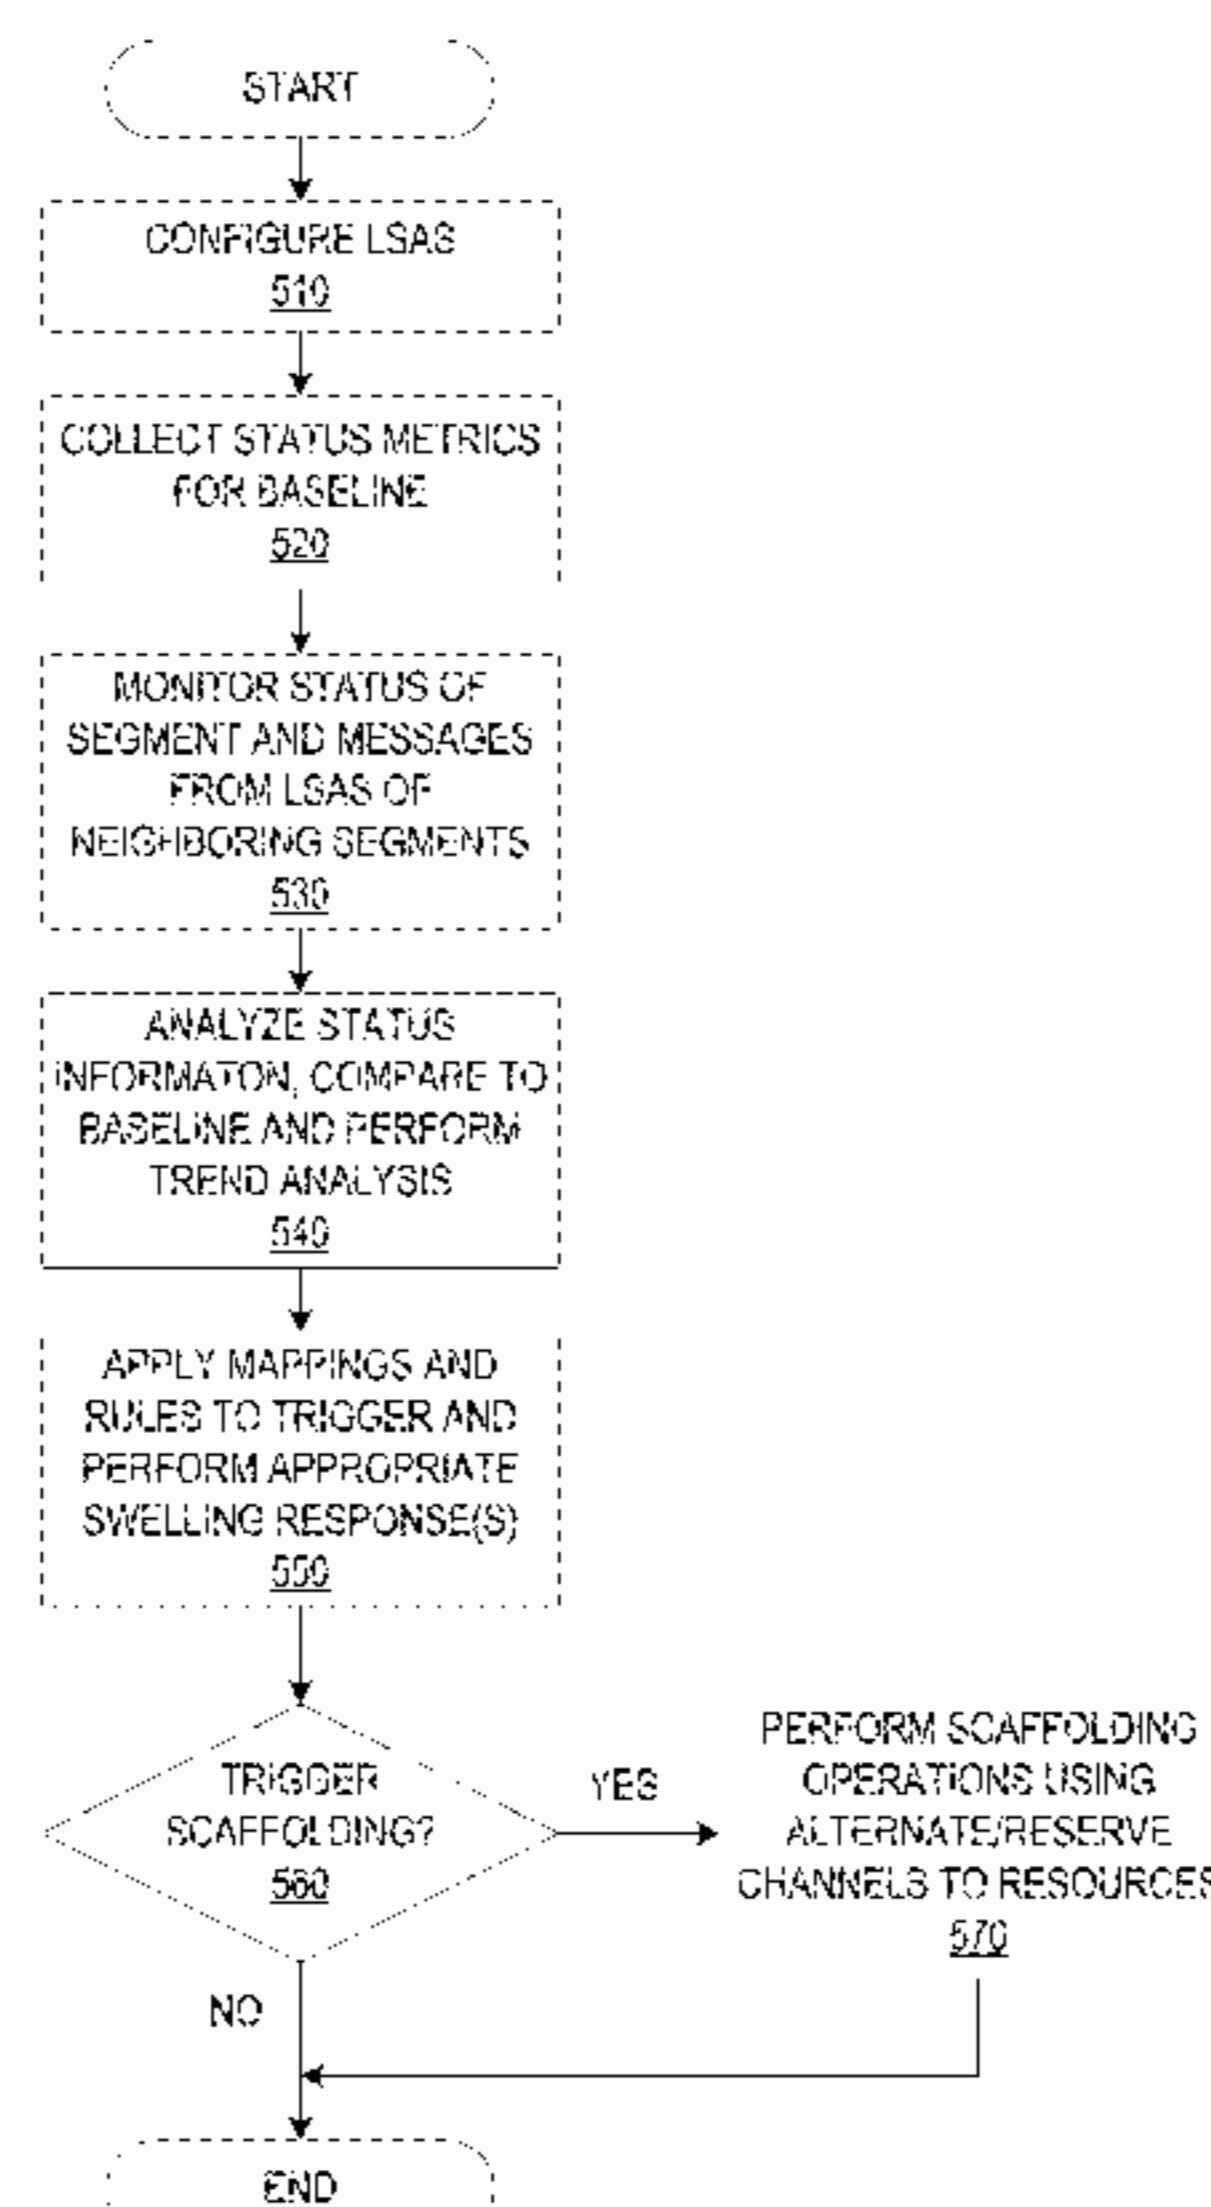 START
CONFIGURE LSAS
510
COLLECT STATUS METRICS
FOR BASELINE
520
MONITOR STATUS OF
SEGMENT AND MESSAGES
FROM LSAS OF
NEIGHBORING SEGMENTS
530
ANALYZE STATUS
INFORMATON, COMPARE TO
BASELINE AND PERFORM
TREND ANALYSIS
540
APPLY MAPPINGS AND
RULES TO TRIGGER AND
PERFORM APPROPRIATE
SWELLING RESPONSE(S)
550
TRIGGER
SCAFFOLDING?
560
YES
PERFORM SCAFFOLDING
OPERATIONS USING
ALTERNATE/RESERVE
CHANNELS TO RESOURCES
570
NO
END